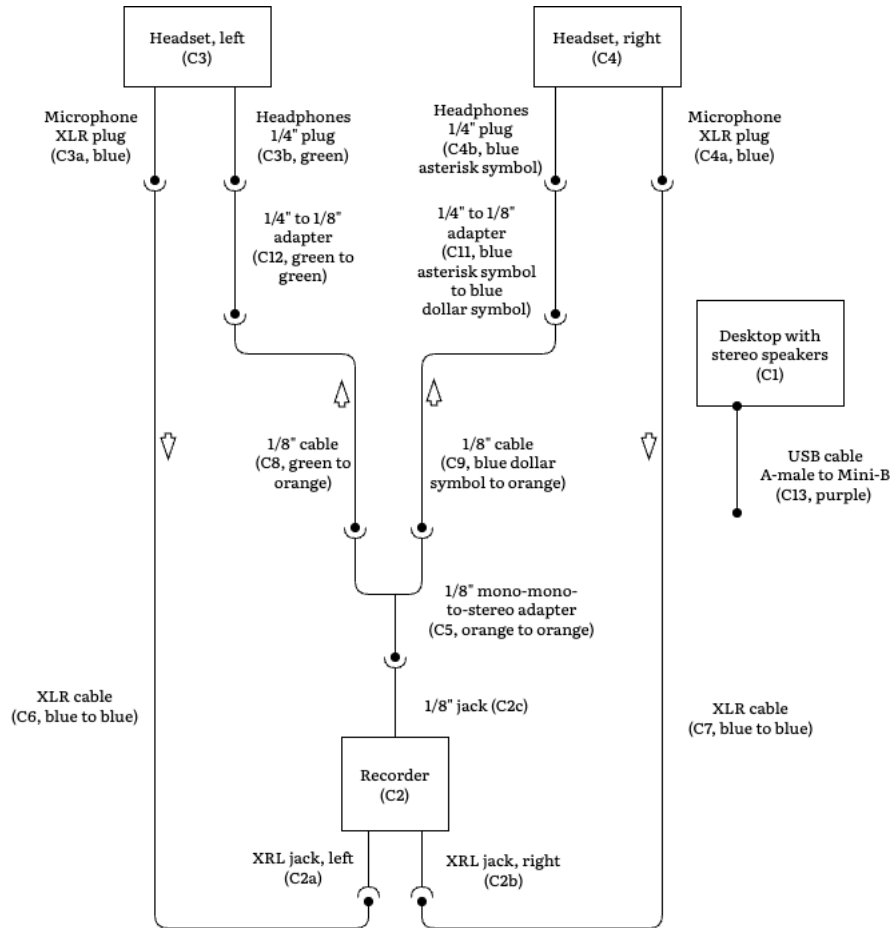 Headset, left
(C3)
Headset, right
(C4)
Microphone
XLR plug
(C3a, blue)
Headphones
1/4" plug
(C3b, green)
Headphones
1/4" plug
(C4b, blue
asterisk symbol)
Microphone
XLR plug
(C4a, blue)
1/4" to 1/8"
adapter
(C12, green to
green)
1/4" to 1/8"
adapter
(C11, blue
asterisk symbol
to blue
dollar symbol)
Desktop with
stereo speakers
(C1)
1/8" cable
(C8, green to
orange)
1/8" cable
(C9, blue dollar
symbol to orange)
USB cable
A-male to Mini-B
(C13, purple)
1/8" mono-mono-
to-stereo adapter
(C5, orange to orange)
XLR cable
(C6, blue to blue)
1/8" jack (C2c)
XLR cable
(C7, blue to blue)
Recorder
(C2)
XRL jack, left
(C2a)
XRL jack, right
(C2b)